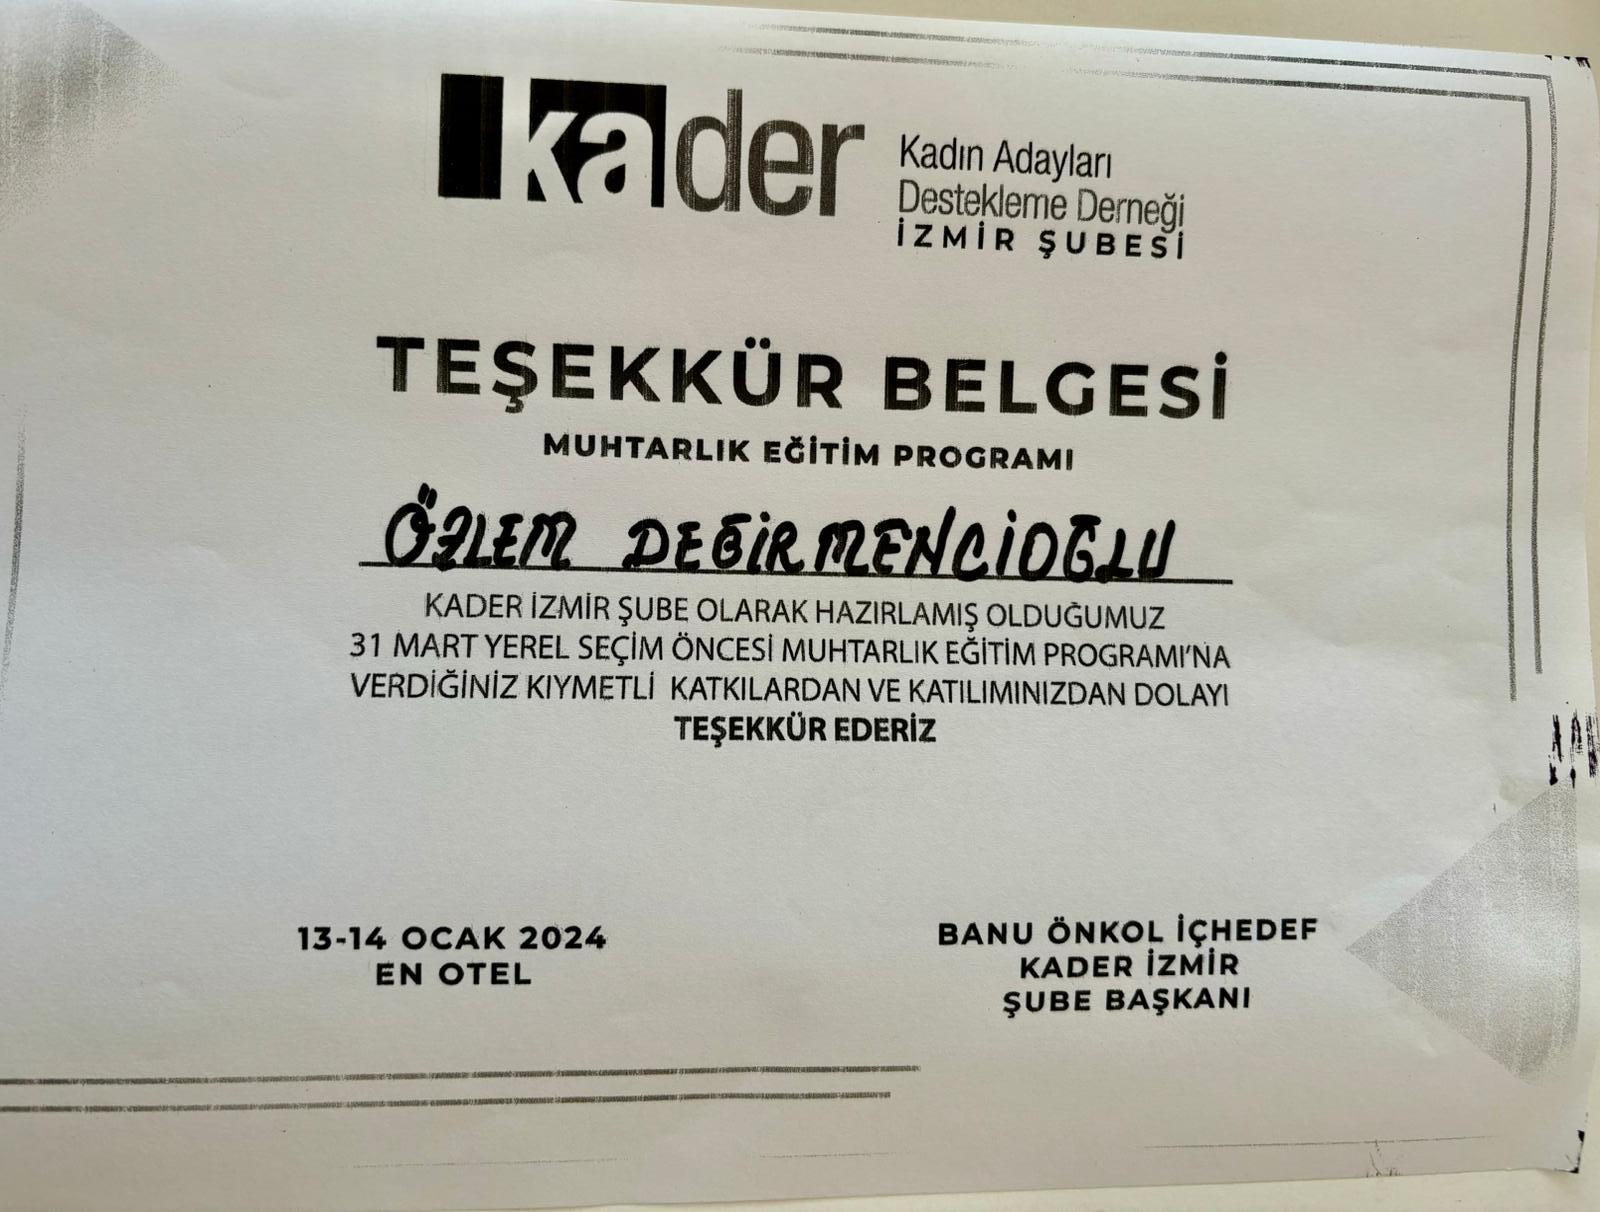 kader
Kadın Adayları
Destekleme Derneği
İZMİR ŞUBESİ
TEŞEKKÜR BELGESİ
MUHTARLIK EĞİTİM PROGRAMI
ÖZLEM DEĞİRMENCİOĞLU
KADER İZMİR ŞUBE OLARAK HAZIRLAMIŞ OLDUĞUMUZ
31 MART YEREL SEÇİM ÖNCESİ MUHTARLIK EĞİTİM PROGRAMI'NA
VERDİĞİNİZ KIYMETLİ KATKILARDAN VE KATILIMINIZDAN DOLAYI
TEŞEKKÜR EDERİZ
13-14 OCAK 2024
EN OTEL
BANU ÖNKOL İÇHEDEF
KADER İZMİR
ŞUBE BAŞKANI